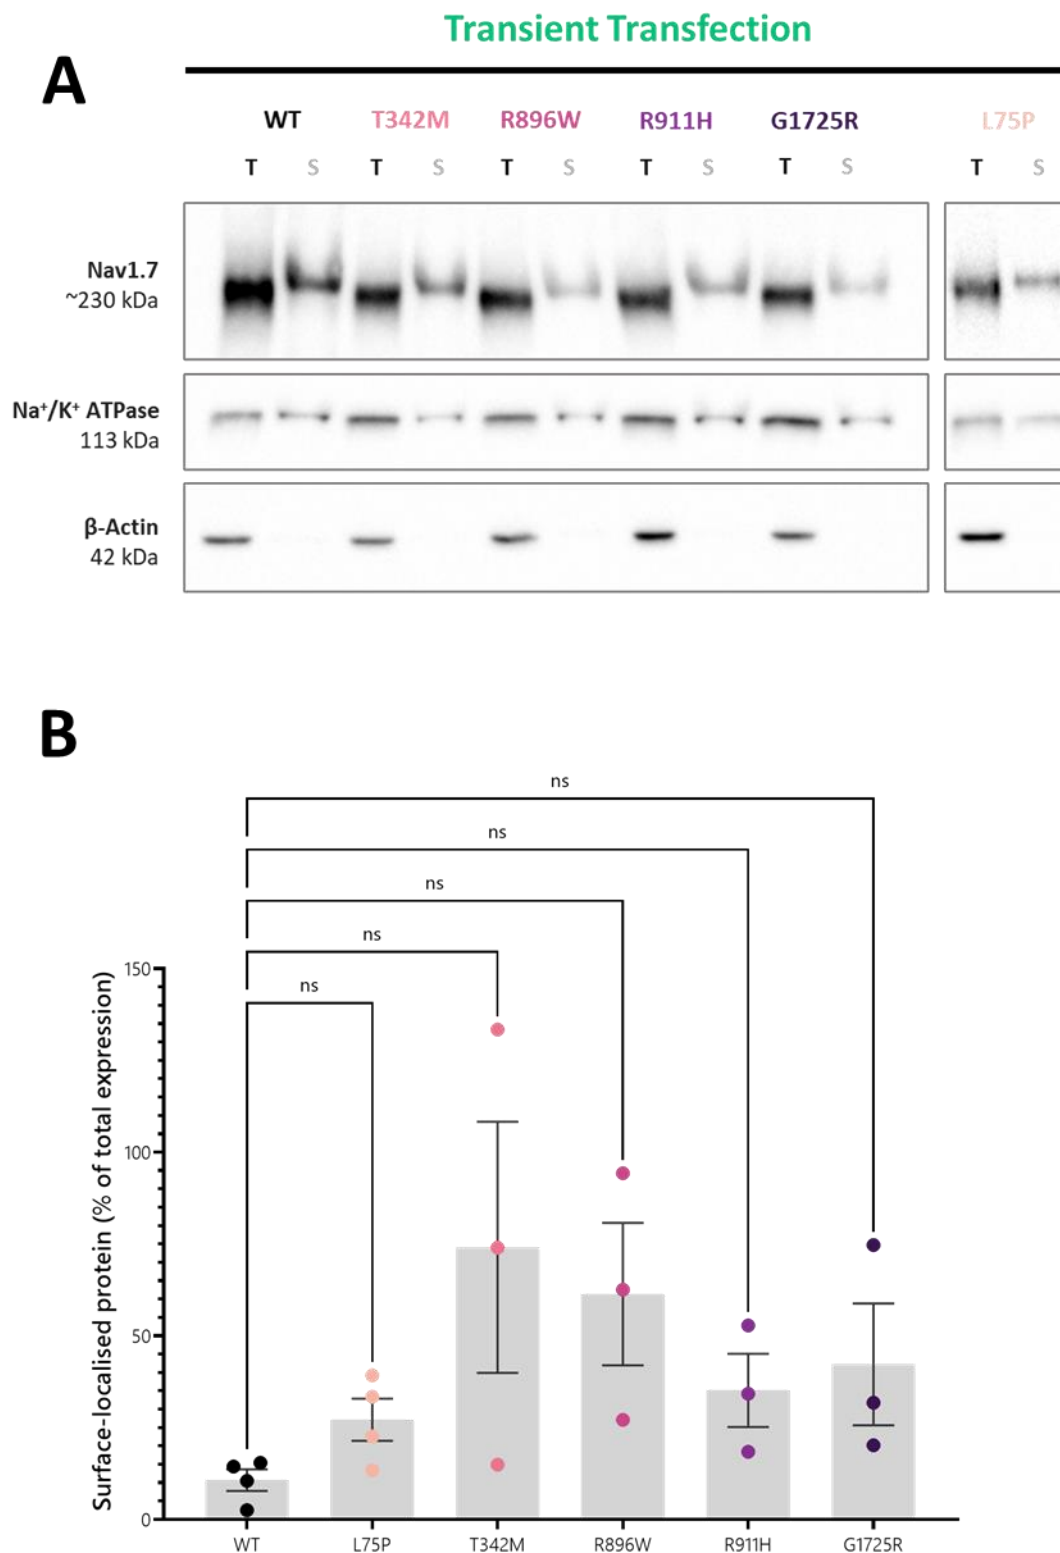 Transient Transfection
A
WT T342M R896W R911H G1725R L75P
T S T S T S T S T S T S
Nav1.7
~230 kDa
Na⁺/K⁺ ATPase
113 kDa
β-Actin
42 kDa
B
ns
ns
ns
ns
ns
Surface-localised protein (% of total expression)
150
100
50
0
WT L75P T342M R896W R911H G1725R